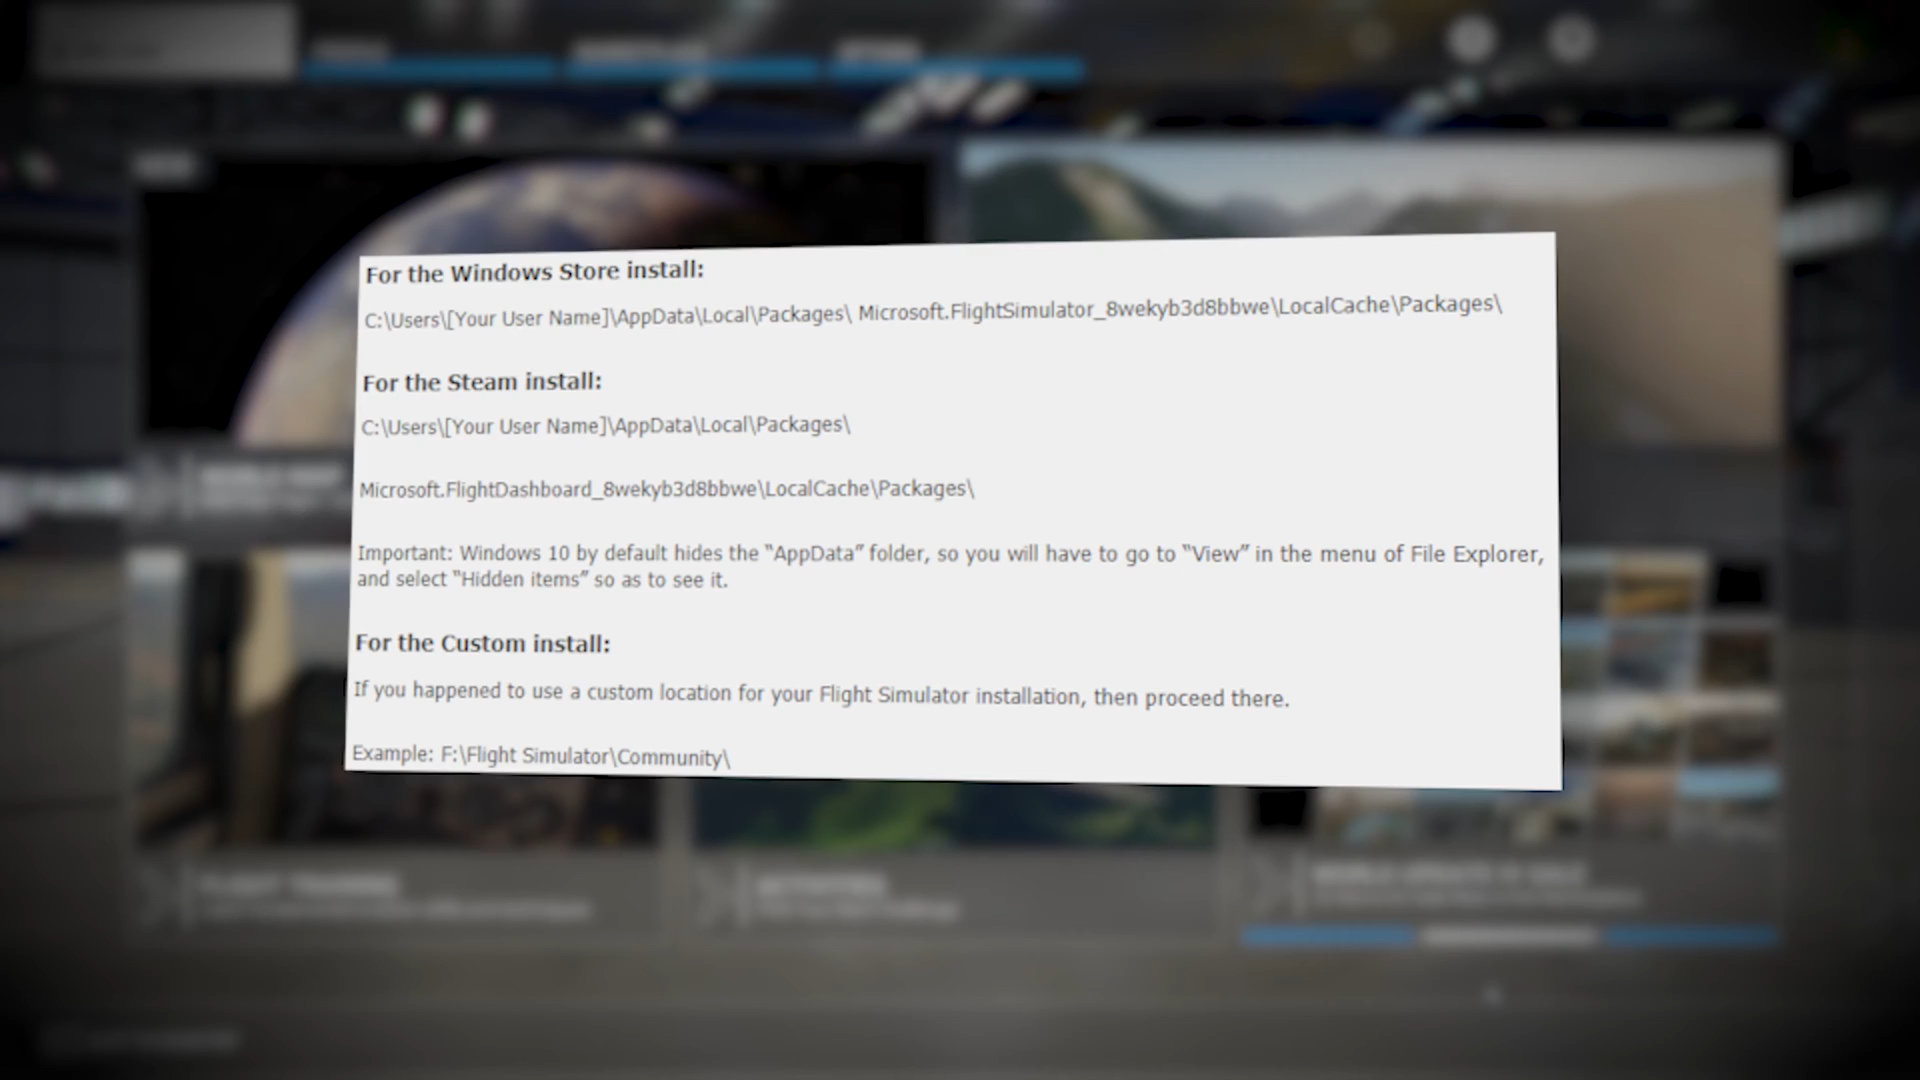 For the Windows Store install:
C:\Users\[Your User Name]\AppData\Local\Packages\ Microsoft.FlightSimulator_8wekyb3d8bbwe\LocalCache\Packages\
For the Steam install:
C:\Users\[Your User Name]\AppData\Local\Packages\
Microsoft.FlightDashboard_8wekyb3d8bbwe\LocalCache\Packages\
Important: Windows 10 by default hides the “AppData” folder, so you will have to go to “View” in the menu of File Explorer,
and select “Hidden items” so as to see it.
For the Custom install:
If you happened to use a custom location for your Flight Simulator installation, then proceed there.
Example: F:\Flight Simulator\Community\
FLIGHT TRAINING
ACTIVITIES